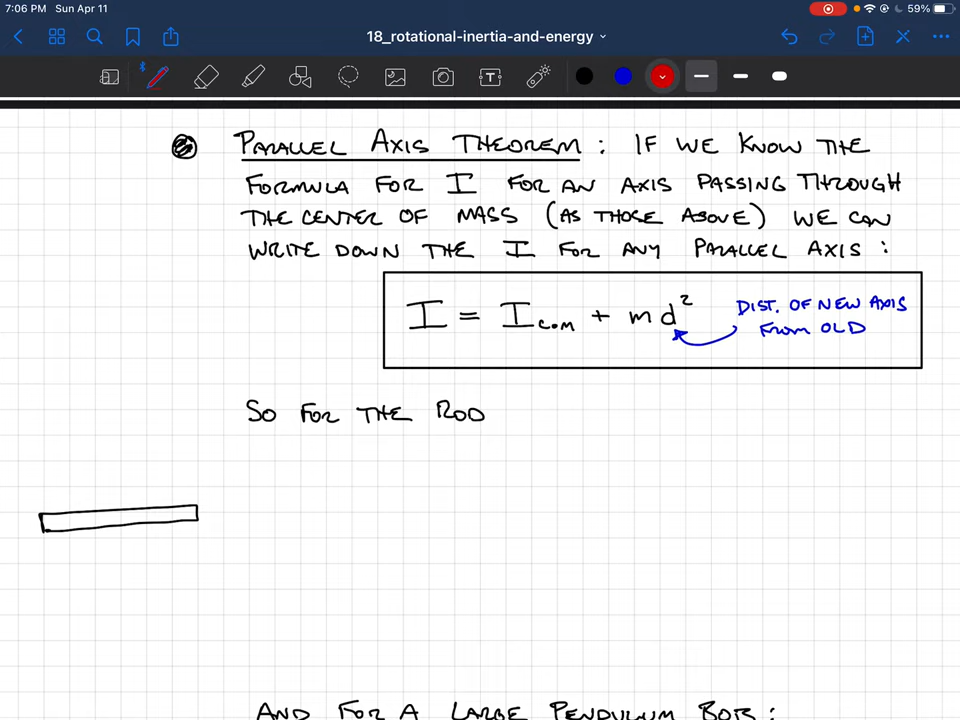 7:06 PM Sun Apr 11
59%
18_rotational-inertia-and-energy
T
PARALLEL AXIS THEOREM : IF WE KNOW THE
FORMULA FOR I FOR AN AXIS PASSING THROUGH
THE CENTER OF MASS (AS THOSE ABOVE) WE CAN
WRITE DOWN THE I FOR ANY PARALLEL AXIS :
I = I_COM + md²
DIST. OF NEW AXIS
FROM OLD
SO FOR THE ROD
AND FOR A LARGE PENDULUM BOB :